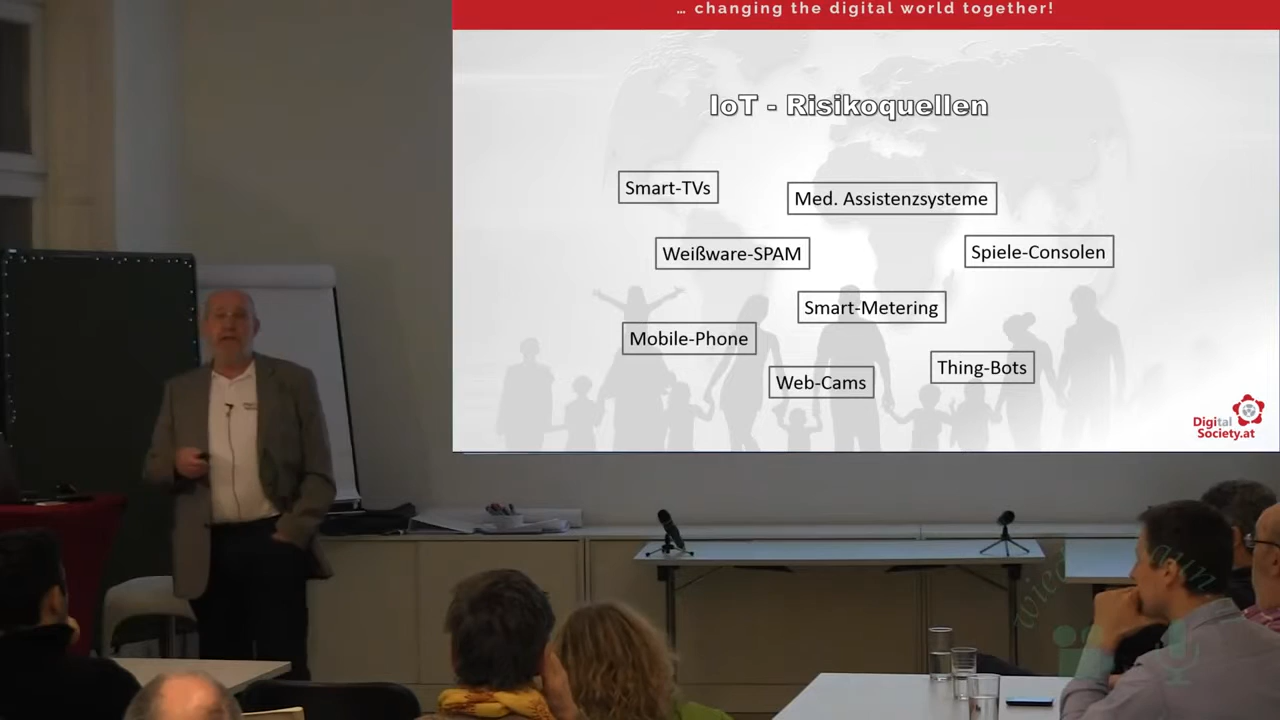 … changing the digital world together!
IoT - Risikoquellen
Smart-TVs
Med. Assistenzsysteme
Weißware-SPAM
Spiele-Consolen
Smart-Metering
Mobile-Phone
Thing-Bots
Web-Cams
Digital
Society.at